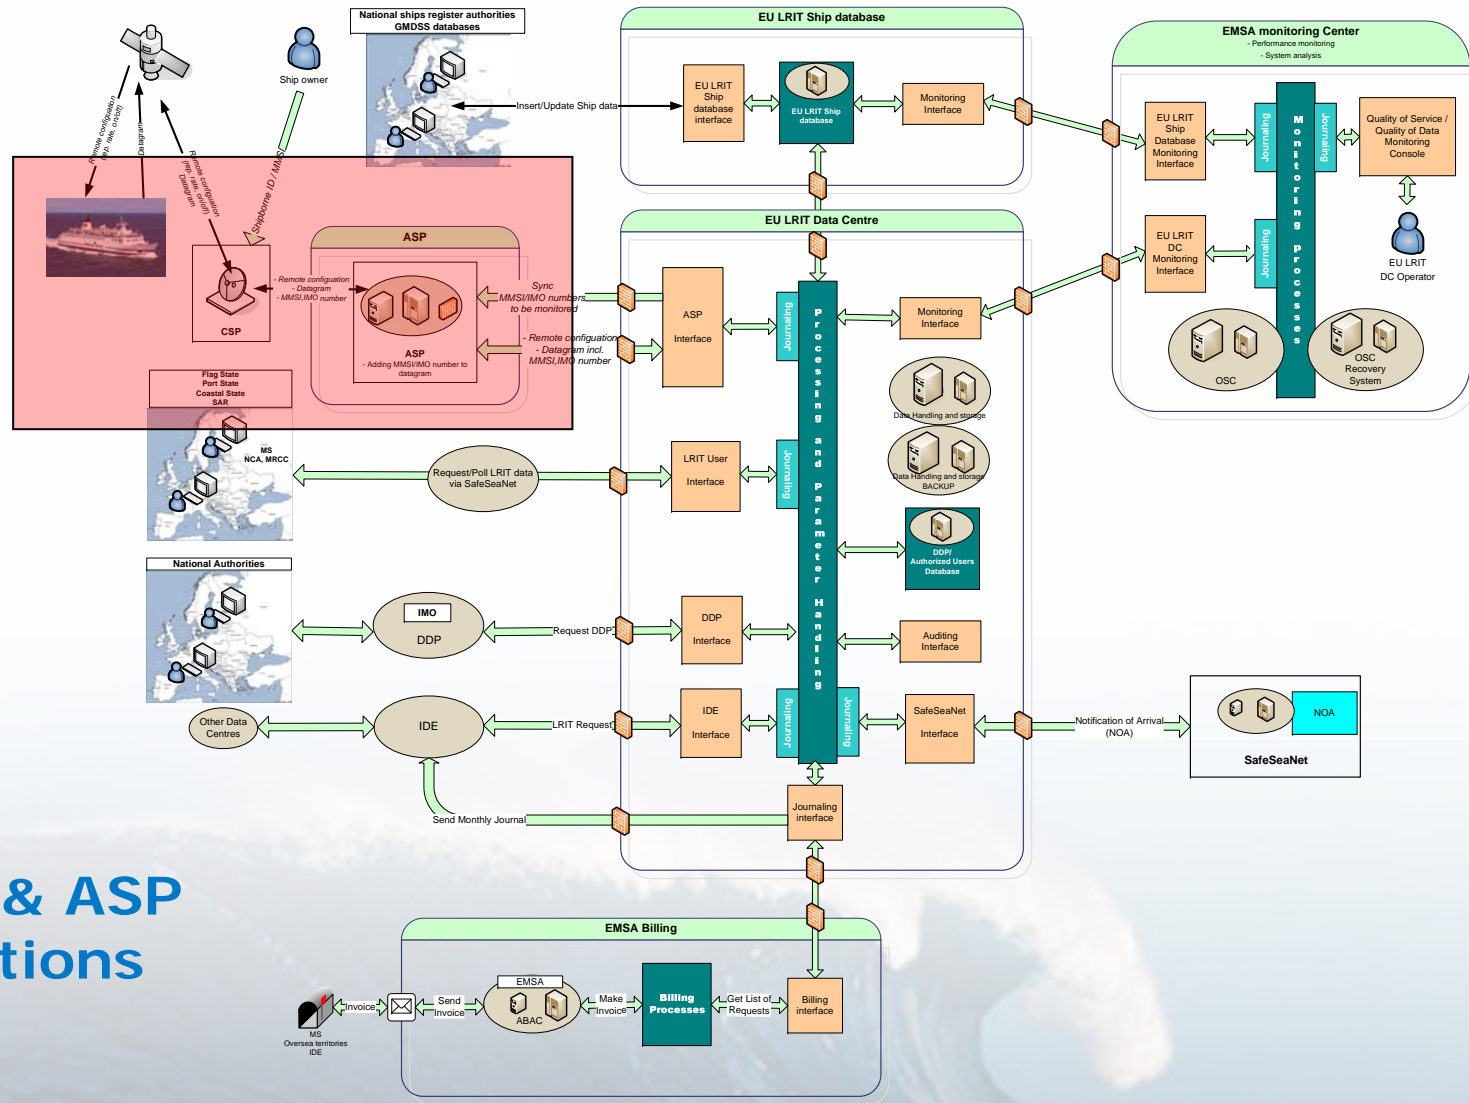 National ships register authorities
GMDSS databases
Ship owner
Remote configuration
(rep. rate, on/off)
Datagram
Remote configuation
(rep. rate, on/off)
Datagram
Shipborne ID / MMSI
Insert/Update Ship data
EU LRIT Ship database
EU LRIT
Ship
database
interface
EU LRIT Ship
database
Monitoring
Interface
EMSA monitoring Center
- Performance monitoring
- System analysis
EU LRIT
Ship
Database
Monitoring
Interface
Journaling
Monitoring processes
Journaling
Quality of Service /
Quality of Data
Monitoring
Console
EU LRIT
DC
Monitoring
Interface
Journaling
EU LRIT
DC Operator
OSC
OSC
Recovery
System
CSP
- Remote configuation
- Datagram
- MMSI,IMO number
ASP
ASP
- Adding MMSI/IMO number to
datagram
Sync
MMSI/IMO numbers
to be monitored
- Remote configuation
- Datagram incl.
MMSI,IMO number
EU LRIT Data Centre
ASP
Interface
Journaling
Processing and Parameter Handling
Monitoring
Interface
Data Handling and storage
Data Handling and storage
BACKUP
Flag State
Port State
Coastal State
SAR
MS
NCA, MRCC
Request/Poll LRIT data
via SafeSeaNet
LRIT User
Interface
Journaling
DDP/
Authorized Users
Database
National Authorities
IMO
DDP
Request DDP
DDP
Interface
Auditing
Interface
Other Data
Centres
IDE
LRIT Request
IDE
Interface
Journaling
Journaling
SafeSeaNet
Interface
Notification of Arrival
(NOA)
NOA
SafeSeaNet
Send Monthly Journal
Journaling
interface
& ASP
tions
EMSA Billing
MS
Oversea territories
IDE
Invoice
Send
Invoice
EMSA
ABAC
Make
Invoice
Billing
Processes
Get List of
Requests
Billing
interface